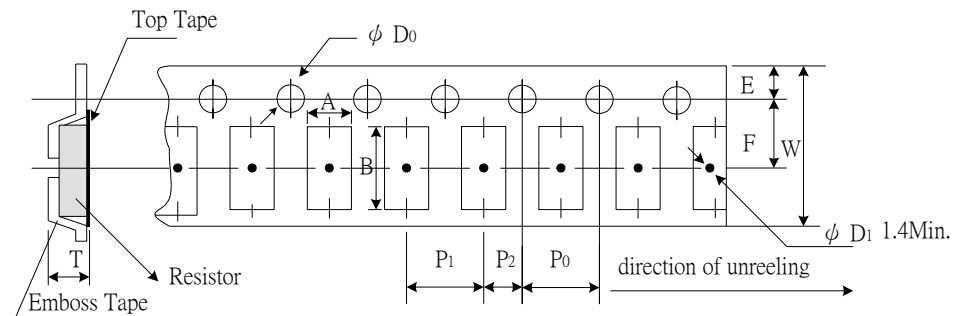 Top Tape
φ D0
A
E
F
W
B
φ D1 1.4Min.
T
Resistor
P1
P2
P0
direction of unreeling
Emboss Tape